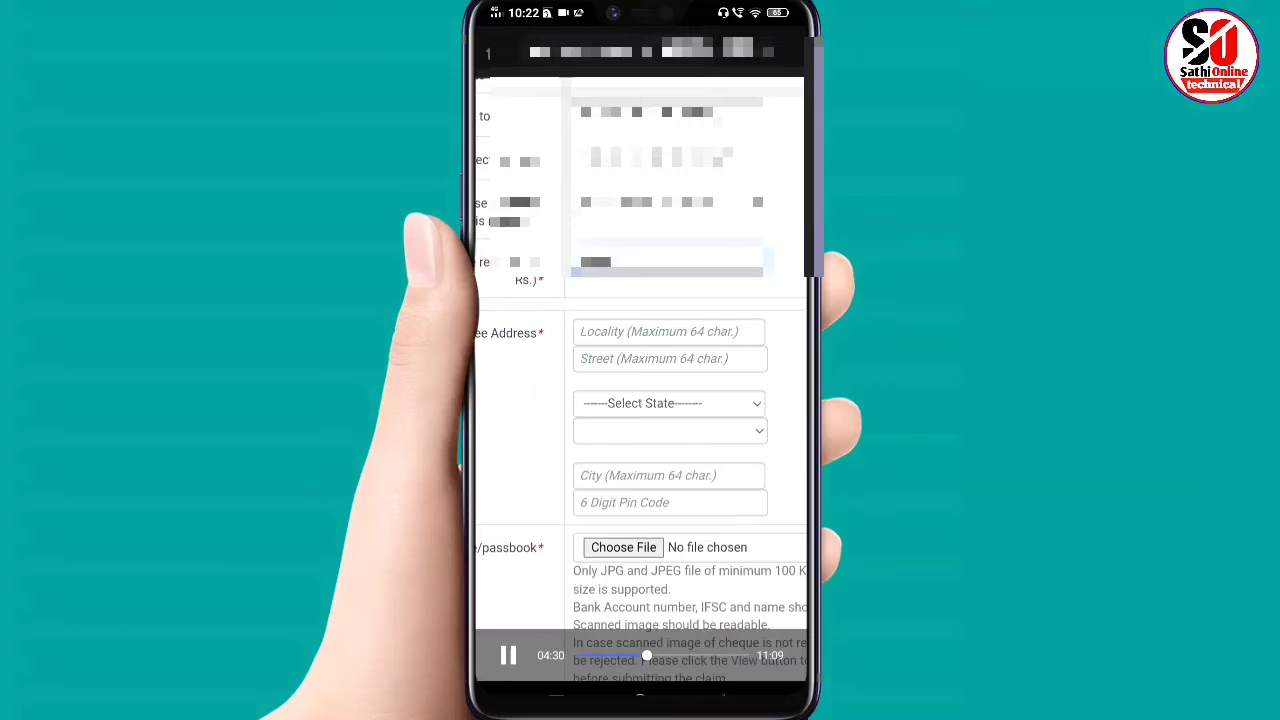 4G
10:22
65
SO
Sathi Online
technical
to
ec
se
is
re
Rs.)*
ee Address*
Locality (Maximum 64 char.)
Street (Maximum 64 char.)
-----Select State------
City (Maximum 64 char.)
6 Digit Pin Code
e/passbook*
Choose File No file chosen
Only JPG and JPEG file of minimum 100 K
size is supported.
Bank Account number, IFSC and name sho
Scanned image should be readable.
In case scanned image of cheque is not re
be rejected. Please click the View button to
before submitting the claim
04:30
11:09